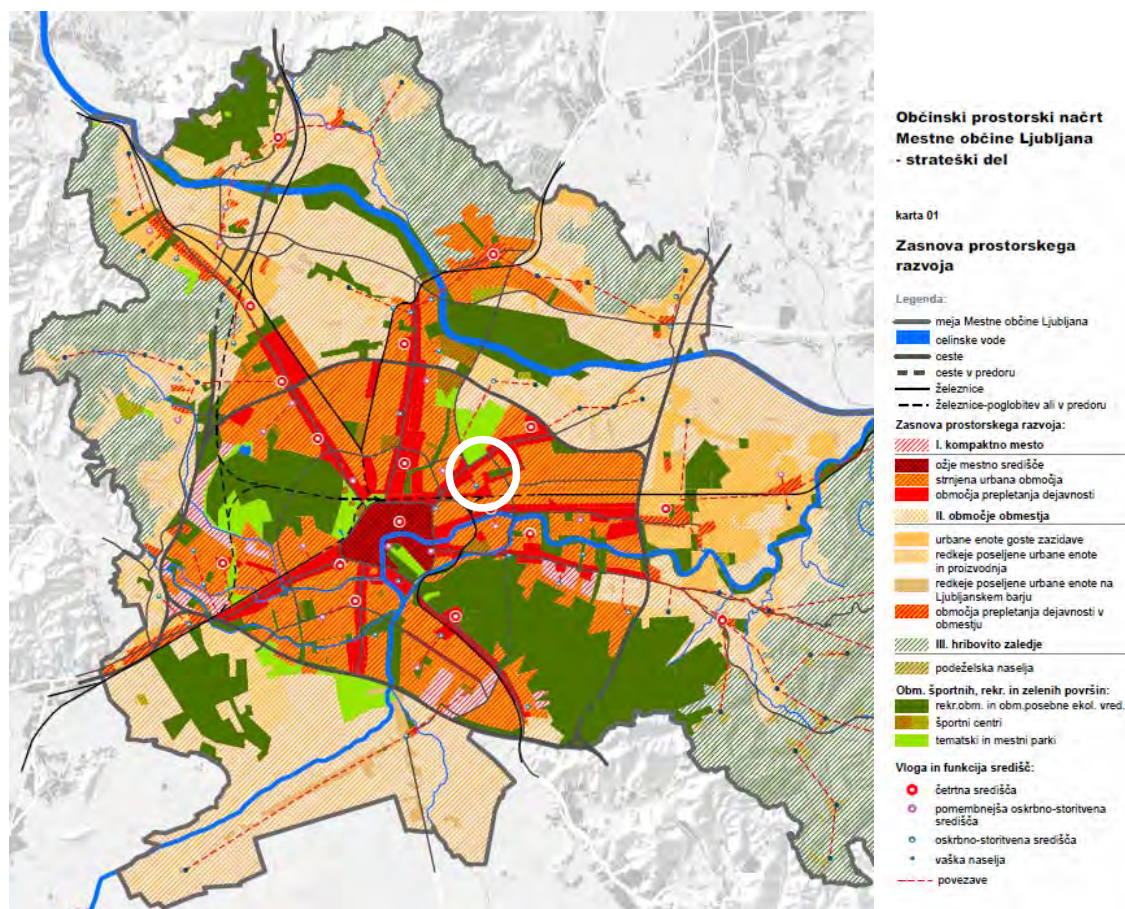 Občinski prostorski načrt
Mestne občine Ljubljana
- strateški del
karta 01
Zasnova prostorskega
razvoja
Legenda:
meja Mestne občine Ljubljana
celinske vode
ceste
ceste v predoru
železnice
železnice-poglobitev ali v predoru
Zasnova prostorskega razvoja:
I. kompaktno mesto
ožje mestno središče
strnjena urbana območja
območja prepletanja dejavnosti
II. območje obmestja
urbane enote goste zazidave
redkeje poseljene urbane enote
in proizvodnja
redkeje poseljene urbane enote na
Ljubljanskem barju
območja prepletanja dejavnosti v
obmestju
III. hribovito zaledje
podeželska naselja
Obm. športnih, rekr. in zelenih površin:
rekr.obm. in obm.posebne ekol. vred.
športni centri
tematski in mestni parki
Vloga in funkcija središč:
četrtna središča
pomembnejša oskrbno-storitvena
središča
oskrbno-storitvena središča
vaška naselja
povezave